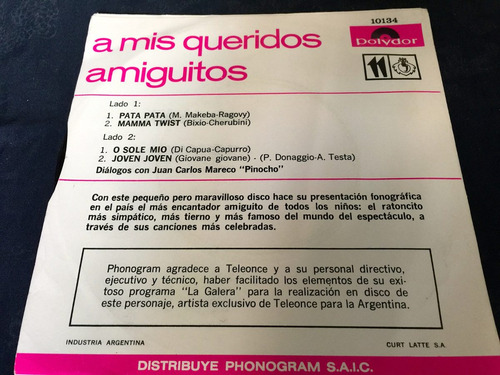 10134
a mis queridos
amiguitos
Polydor
11
Lado 1:
1. PATA PATA (M. Makeba-Ragovy)
2. MAMMA TWIST (Bixio-Cherubini)
Lado 2:
1. O SOLE MIO (Di Capua-Capurro)
2. JOVEN JOVEN (Giovane giovane) - (P. Donaggio-A. Testa)
Diálogos con Juan Carlos Mareco "Pinocho"
Con este pequeño pero maravilloso disco hace su presentación fonográfica
en el país el más encantador amiguito de todos los niños: el ratoncito
más simpático, más tierno y más famoso del mundo del espectáculo, a
través de sus canciones más celebradas.
Phonogram agradece a Teleonce y a su personal directivo,
ejecutivo y técnico, haber facilitado los elementos de su exi-
toso programa "La Galera" para la realización en disco de
este personaje, artista exclusivo de Teleonce para la Argentina.
INDUSTRIA ARGENTINA
CURT LATTE S.A.
DISTRIBUYE PHONOGRAM S.A.I.C.